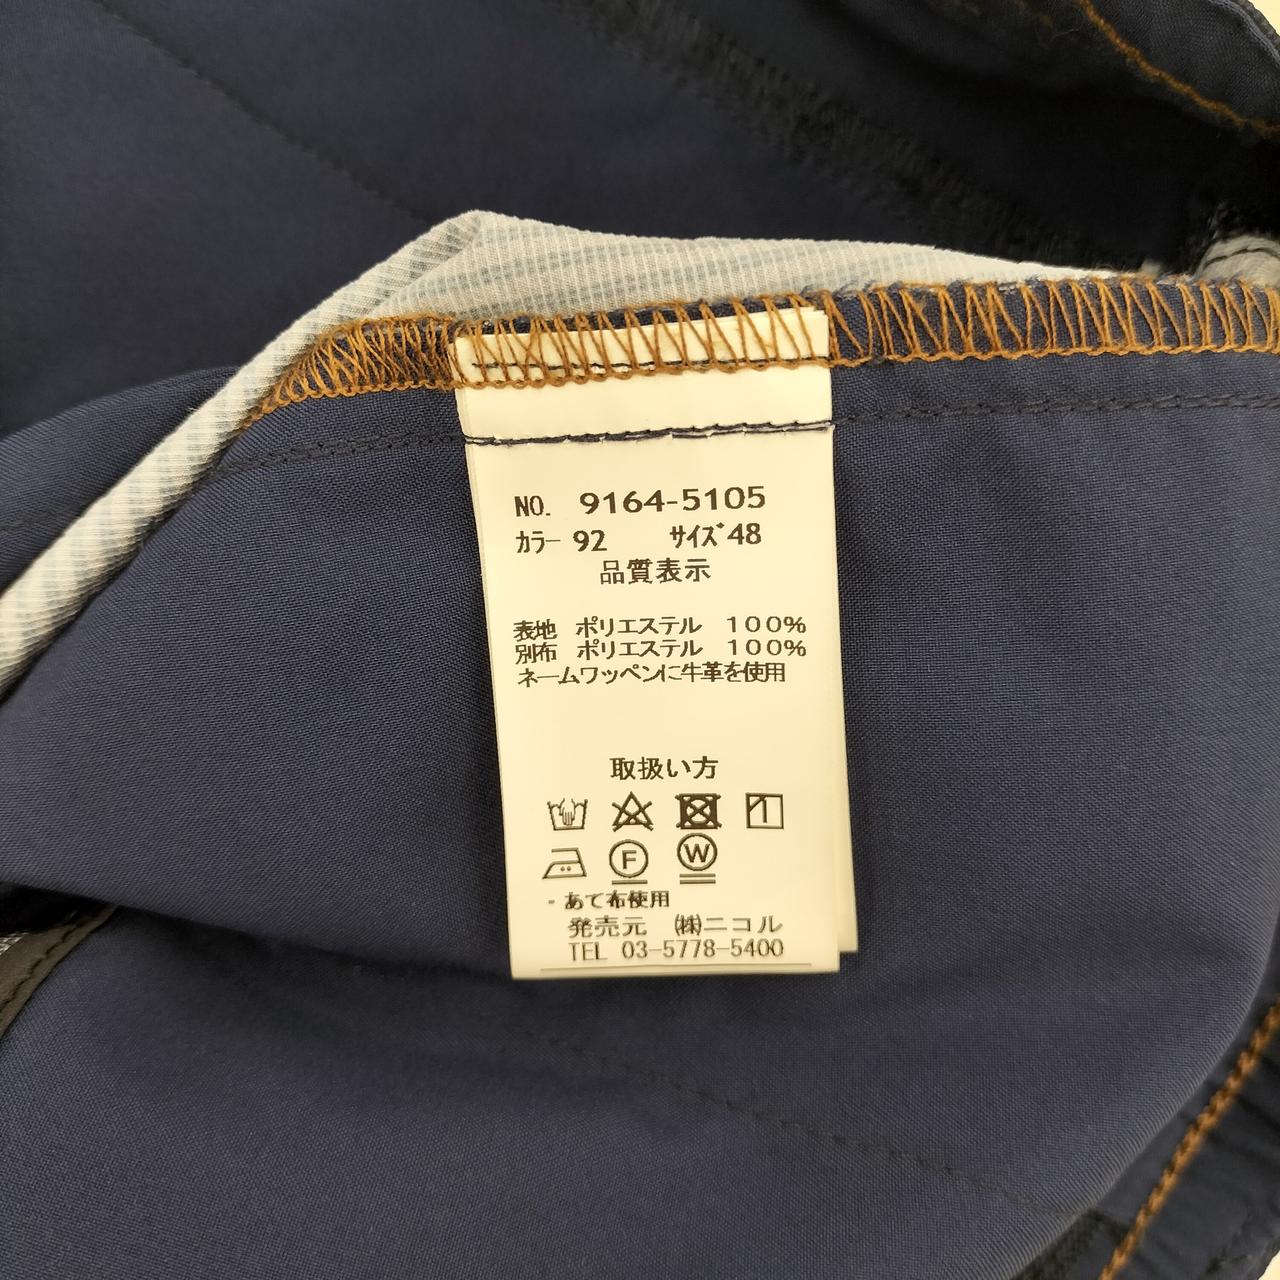 NO. 9164-5105
カラー 92 サイズ 48
品質表示
表地 ポリエステル 100%
別布 ポリエステル 100%
ネームワッペンに牛革を使用
取扱い方
F W
・あて布使用
発売元 ㈱ニコル
TEL 03-5778-5400